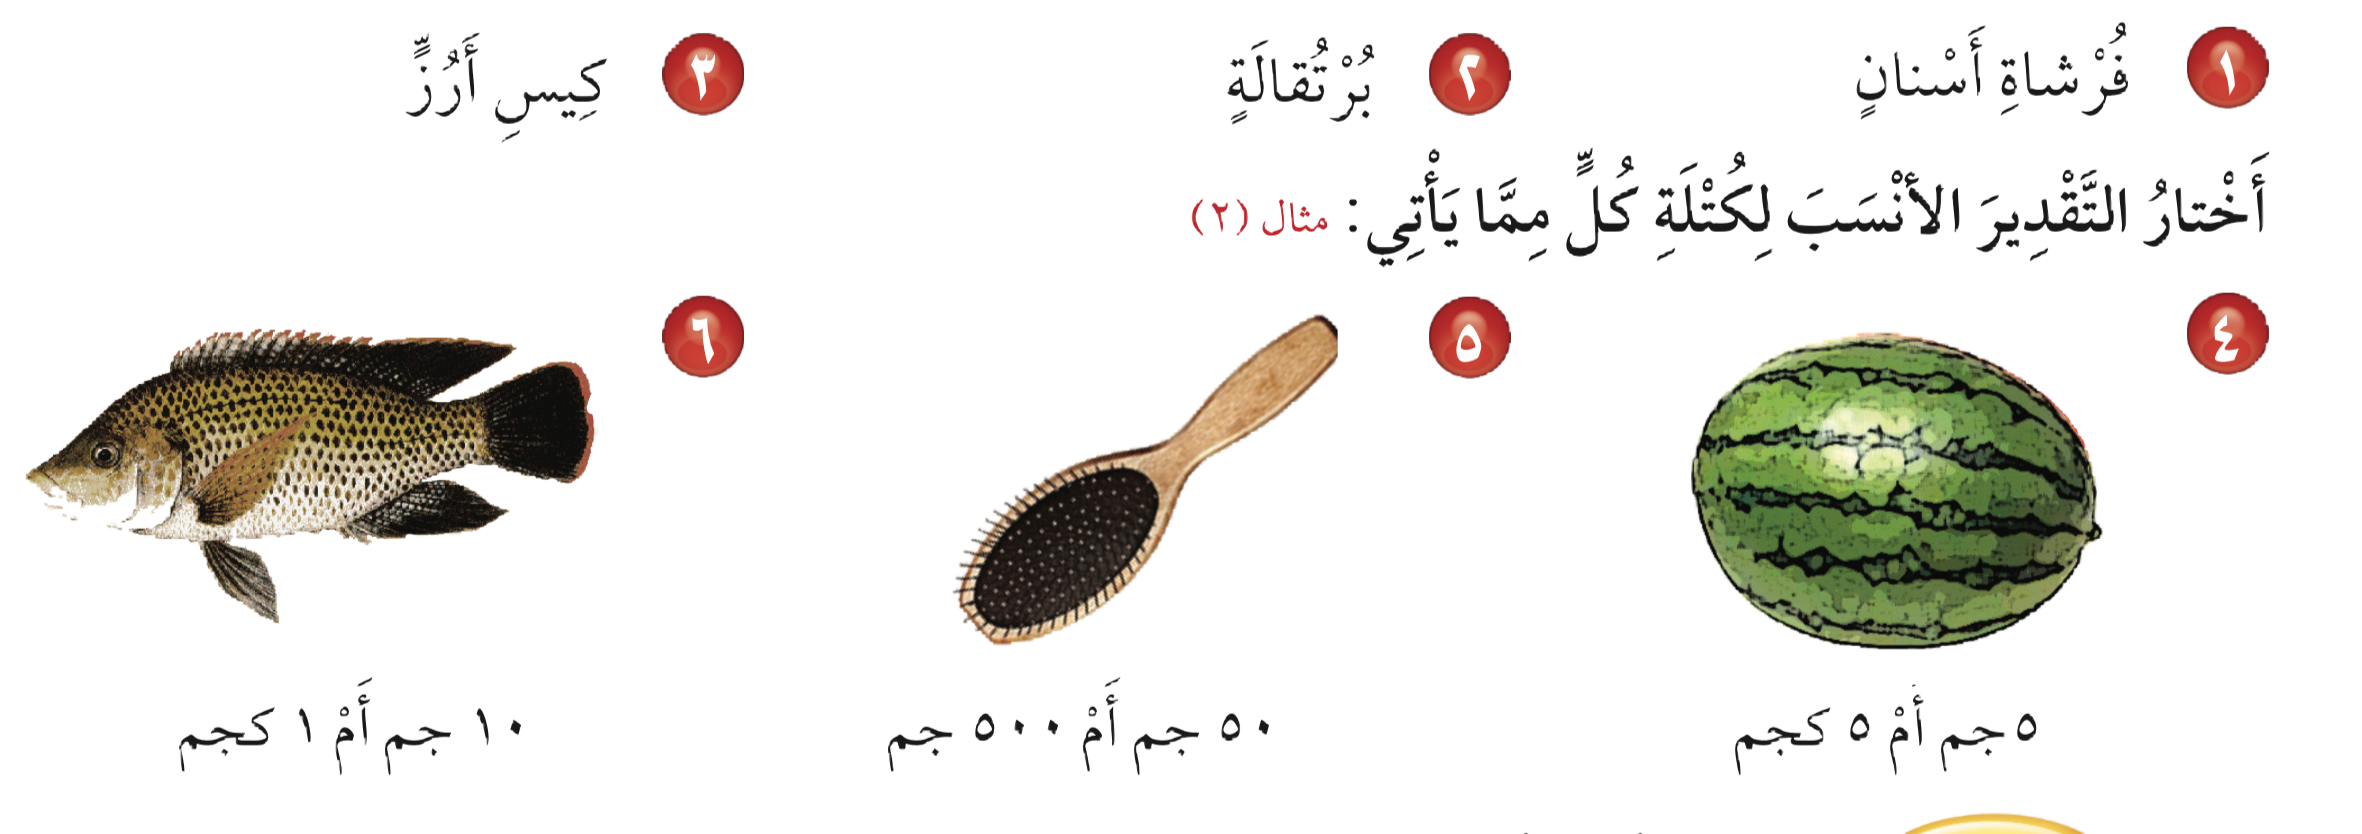 ١ فُرْشاةِ أَسْنانٍ ٢ بُرْتُقالَةٍ ٣ كِيسِ أَرُزٍّ
أَخْتارُ التَّقْدِيرَ الأنْسَبَ لِكُتْلَةِ كُلٍّ مِمَّا يَأْتِي: مثال (٢)
٤ ٥ ٦
٥ جم أَمْ ٥ كجم ٥٠ جم أَمْ ٥٠٠ جم ١٠ جم أَمْ ١ كجم